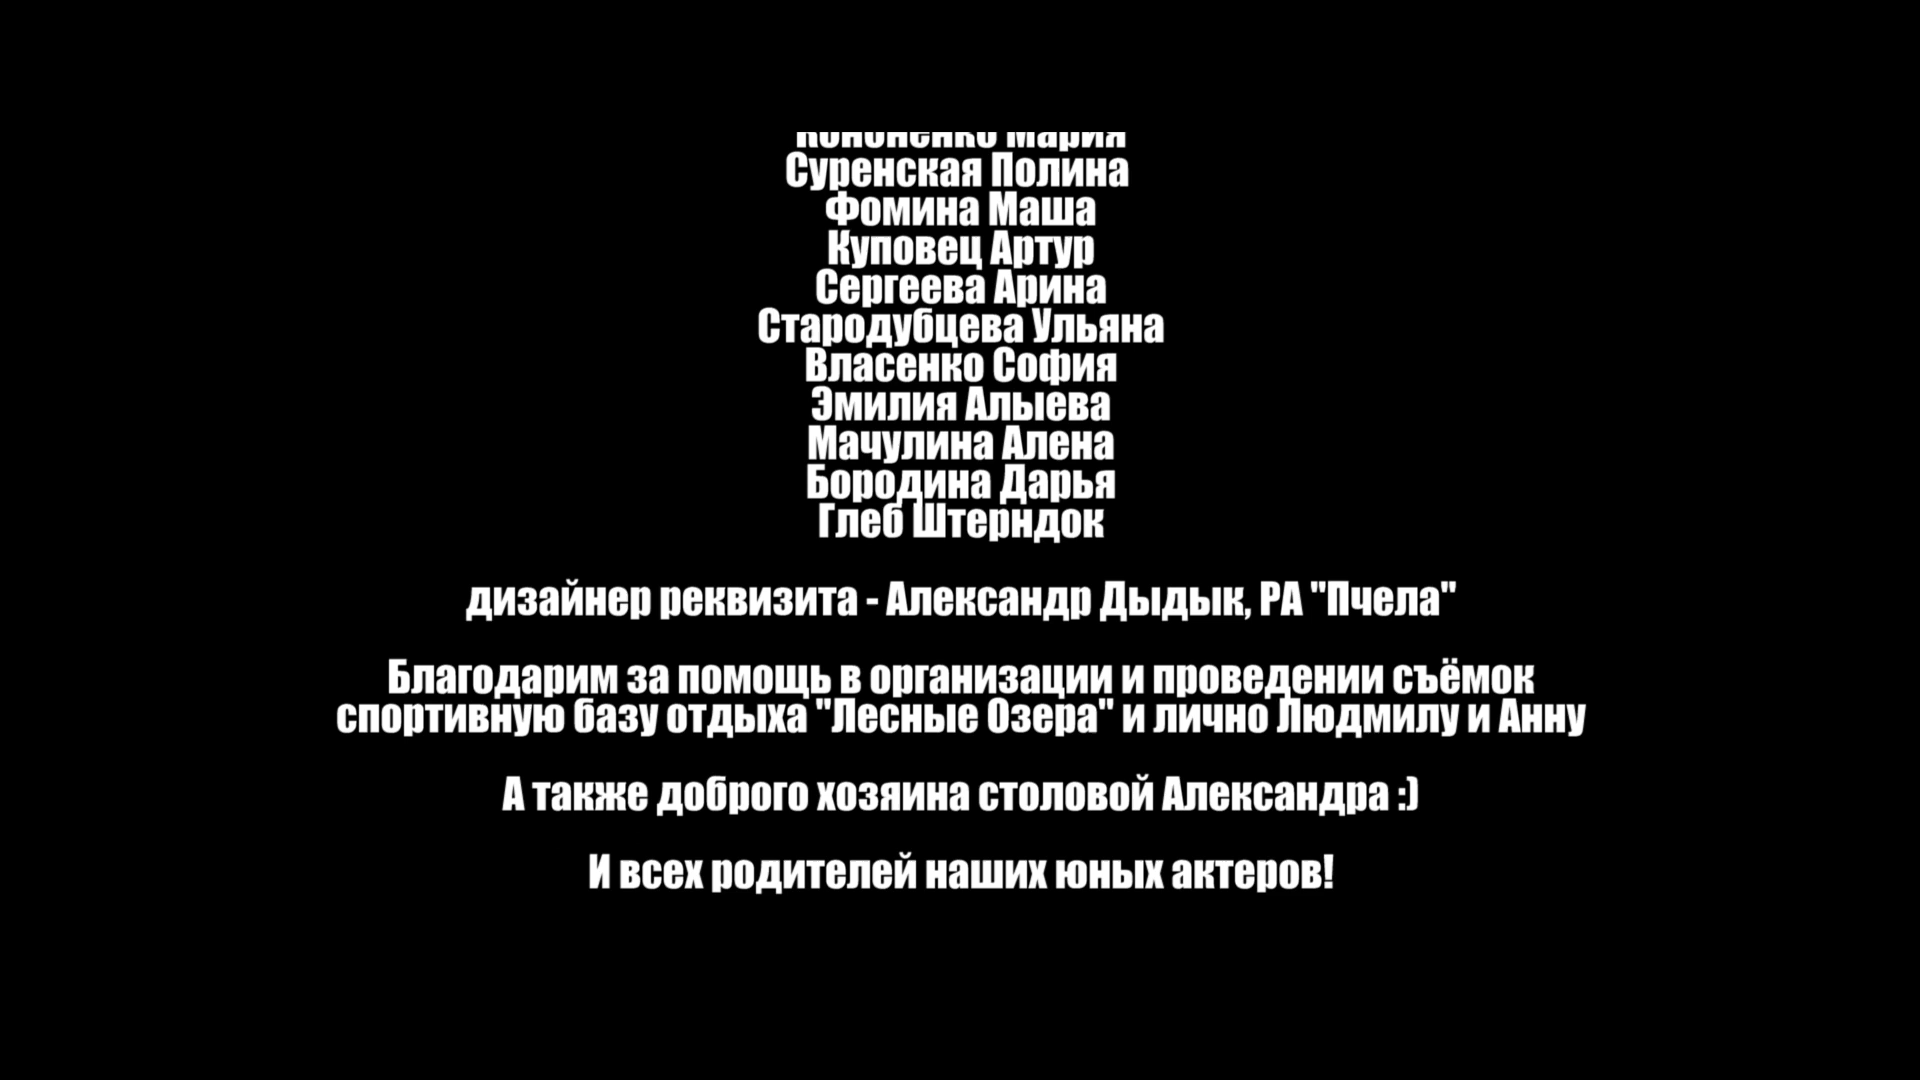 Кононенко Мария
Суренская Полина
Фомина Маша
Куповец Артур
Сергеева Арина
Стародубцева Ульяна
Власенко София
Эмилия Алыева
Мачулина Алена
Бородина Дарья
Глеб Штерндок
дизайнер реквизита - Александр Дыдык, РА "Пчела"
Благодарим за помощь в организации и проведении съёмок
спортивную базу отдыха "Лесные Озера" и лично Людмилу и Анну
А также доброго хозяина столовой Александра :)
И всех родителей наших юных актеров!